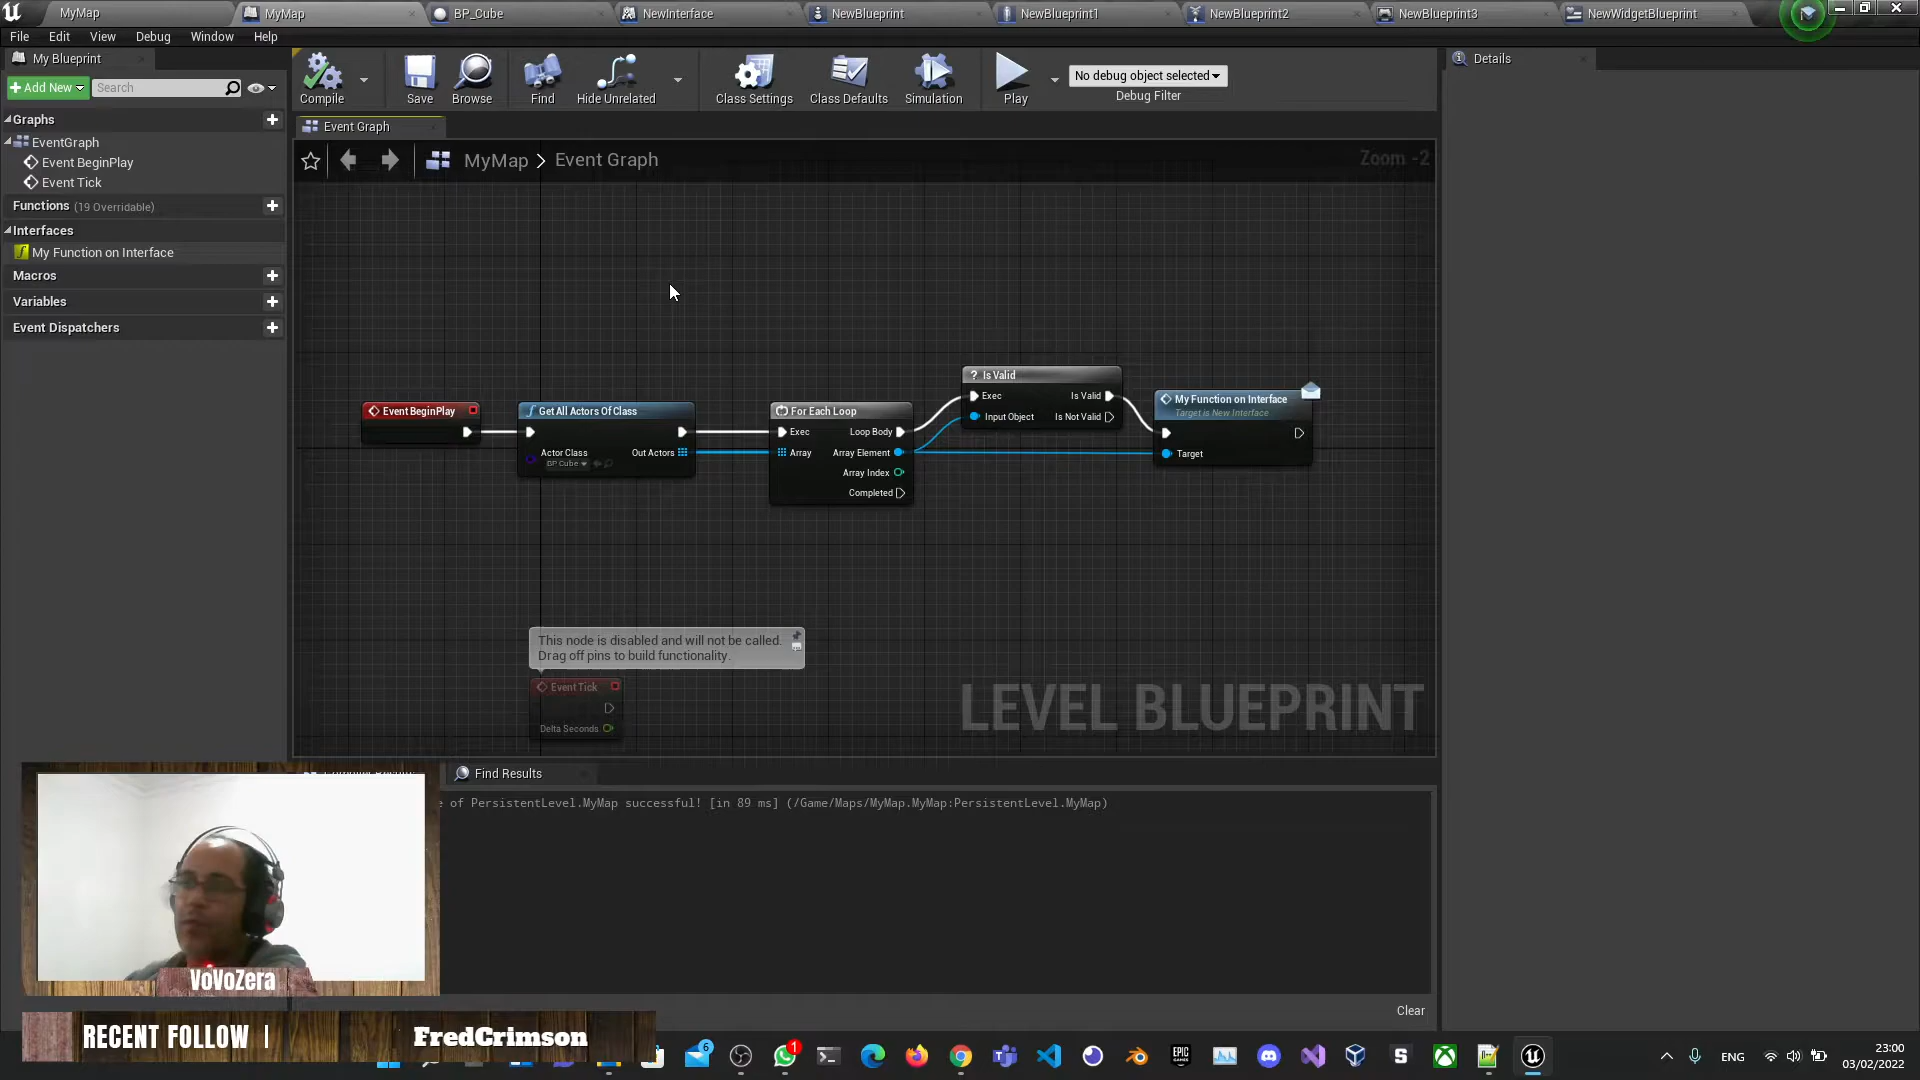 MyMap
MyMap
BP_Cube
NewInterface
NewBlueprint
NewBlueprint1
NewBlueprint2
NewBlueprint3
NewWidgetBlueprint
File Edit View Debug Window Help
My Blueprint
Add New
Search
Graphs
EventGraph
Event BeginPlay
Event Tick
Functions (19 Overridable)
Interfaces
My Function on Interface
Macros
Variables
Event Dispatchers
Compile
Save
Browse
Find
Hide Unrelated
Class Settings
Class Defaults
Simulation
Play
No debug object selected
Debug Filter
Event Graph
MyMap > Event Graph
Zoom -2
Event BeginPlay
Get All Actors Of Class
Actor Class
BP Cube
Out Actors
For Each Loop
Exec
Loop Body
Array
Array Element
Array Index
Completed
? Is Valid
Exec
Is Valid
Input Object
Is Not Valid
My Function on Interface
Target is New Interface
Target
This node is disabled and will not be called.
Drag off pins to build functionality.
Event Tick
Delta Seconds
LEVEL BLUEPRINT
Find Results
of PersistentLevel.MyMap successful! [in 89 ms] (/Game/Maps/MyMap.MyMap:PersistentLevel.MyMap)
Clear
Details
VoVoZera
RECENT FOLLOW |
FredCrimson
6
1
EPIC
GAMES
S
ENG
23:00
03/02/2022